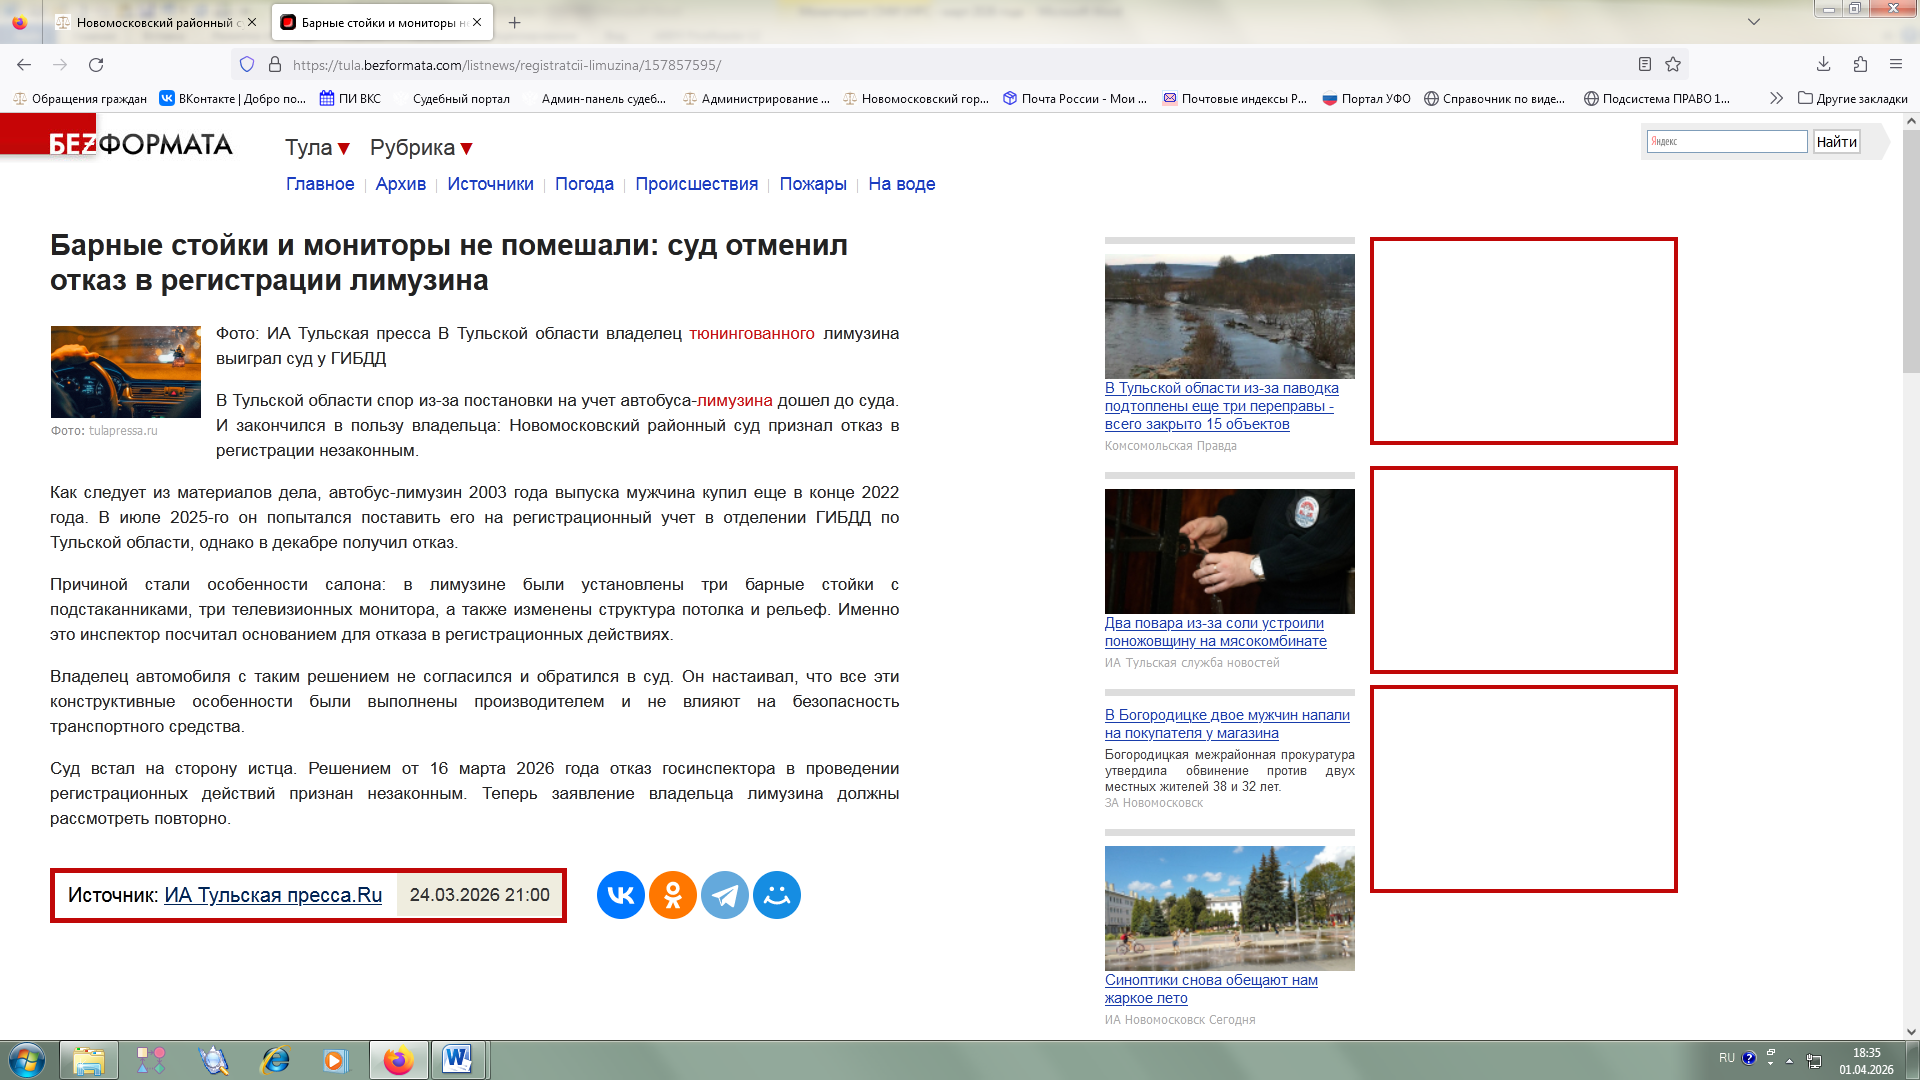 Новомосковский районный с
Барные стойки и мониторы не
https://tula.bezformata.com/listnews/registratcii-limuzina/157857595/
Обращения граждан
ВКонтакте | Добро по...
ПИ ВКС
Судебный портал
Админ-панель судеб...
Администрирование ...
Новомосковский гор...
Почта России - Мои ...
Почтовые индексы Р...
Портал УФО
Справочник по виде...
Подсистема ПРАВО 1...
Другие закладки
БЕZФОРМАТА
Тула▼ Рубрика▼
Яндекс
Найти
Главное | Архив | Источники | Погода | Происшествия | Пожары | На воде
Барные стойки и мониторы не помешали: суд отменил
отказ в регистрации лимузина
Фото: tulapressa.ru
Фото: ИА Тульская пресса В Тульской области владелец тюнингованного лимузина
выиграл суд у ГИБДД
В Тульской области спор из-за постановки на учет автобуса-лимузина дошел до суда.
И закончился в пользу владельца: Новомосковский районный суд признал отказ в
регистрации незаконным.
Как следует из материалов дела, автобус-лимузин 2003 года выпуска мужчина купил еще в конце 2022
года. В июле 2025-го он попытался поставить его на регистрационный учет в отделении ГИБДД по
Тульской области, однако в декабре получил отказ.
Причиной стали особенности салона: в лимузине были установлены три барные стойки с
подстаканниками, три телевизионных монитора, а также изменены структура потолка и рельеф. Именно
это инспектор посчитал основанием для отказа в регистрационных действиях.
Владелец автомобиля с таким решением не согласился и обратился в суд. Он настаивал, что все эти
конструктивные особенности были выполнены производителем и не влияют на безопасность
транспортного средства.
Суд встал на сторону истца. Решением от 16 марта 2026 года отказ госинспектора в проведении
регистрационных действий признан незаконным. Теперь заявление владельца лимузина должны
рассмотреть повторно.
Источник: ИА Тульская пресса.Ru 24.03.2026 21:00
В Тульской области из-за паводка
подтоплены еще три переправы -
всего закрыто 15 объектов
Комсомольская Правда
Два повара из-за соли устроили
поножовщину на мясокомбинате
ИА Тульская служба новостей
В Богородицке двое мужчин напали
на покупателя у магазина
Богородицкая межрайонная прокуратура
утвердила обвинение против двух
местных жителей 38 и 32 лет.
ЗА Новомосковск
Синоптики снова обещают нам
жаркое лето
ИА Новомосковск Сегодня
RU
18:35
01.04.2026